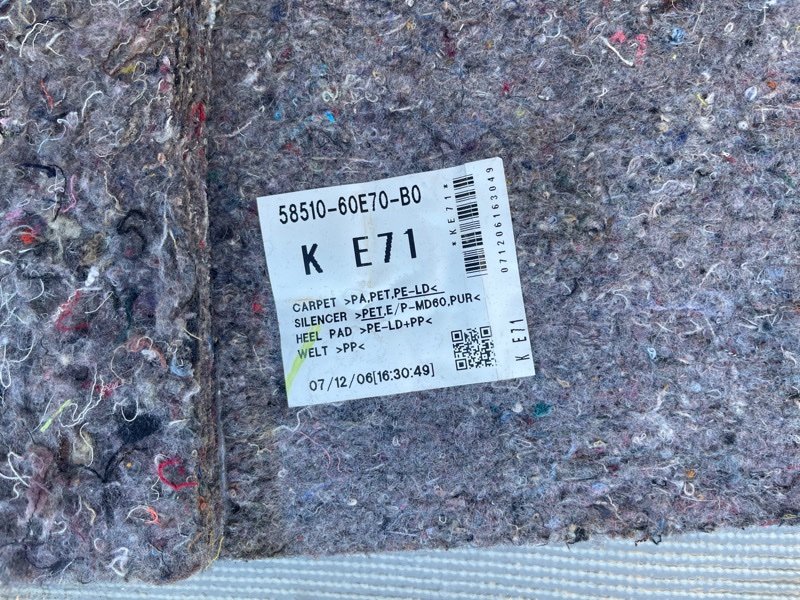 58510-60E70-B0
K E71
CARPET >PA,PET,PE-LD<
SILENCER >PET,E/P-MD60,PUR<
HEEL PAD >PE-LD+PP<
WELT >PP<
07/12/06[16:30:49]
*KE71*
071206163049
K E71